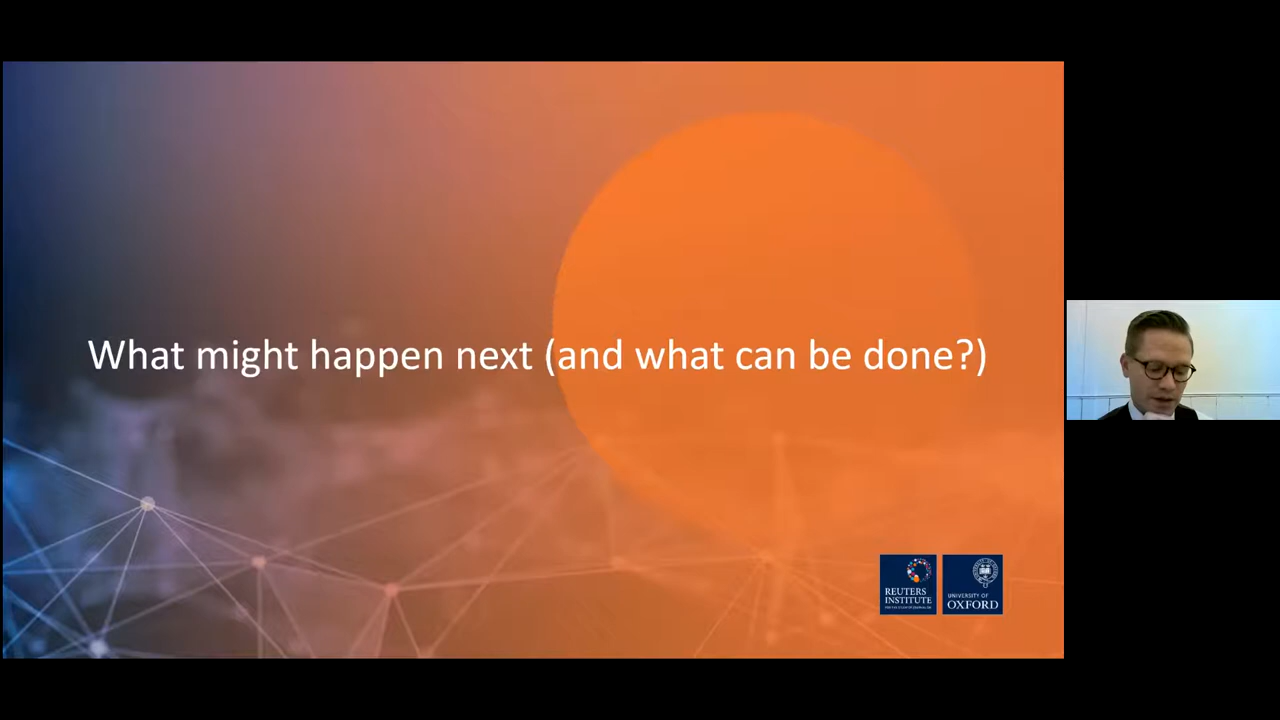 What might happen next (and what can be done?)
REUTERS
INSTITUTE
UNIVERSITY OF
OXFORD